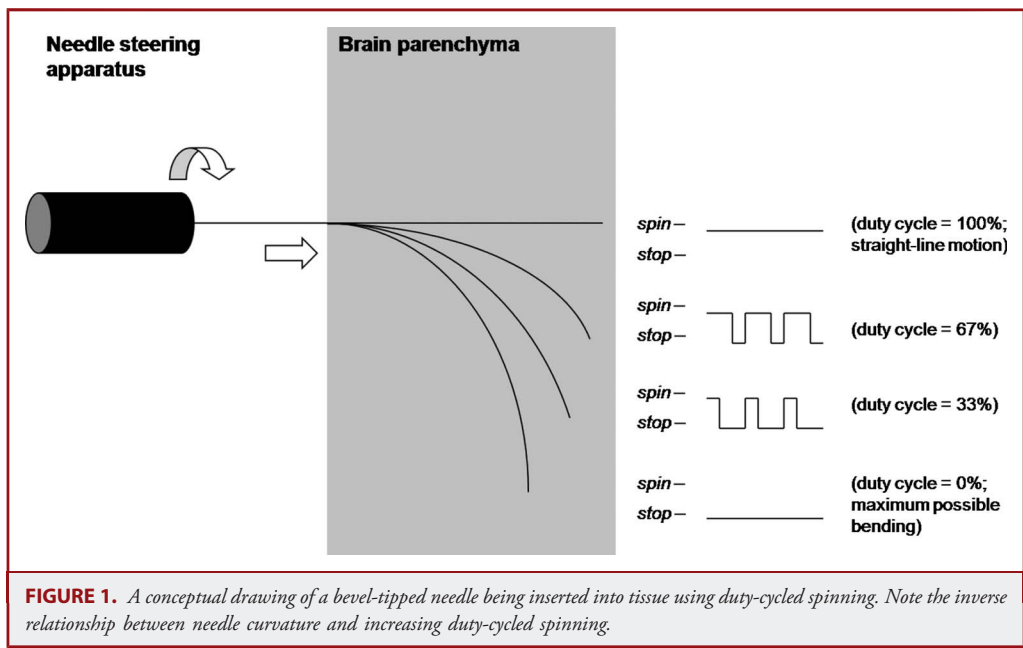 Needle steering
apparatus
Brain parenchyma
spin–
stop–
(duty cycle = 100%;
straight-line motion)
spin–
stop–
(duty cycle = 67%)
spin–
stop–
(duty cycle = 33%)
spin–
stop–
(duty cycle = 0%;
maximum possible
bending)
FIGURE 1. A conceptual drawing of a bevel-tipped needle being inserted into tissue using duty-cycled spinning. Note the inverse
relationship between needle curvature and increasing duty-cycled spinning.